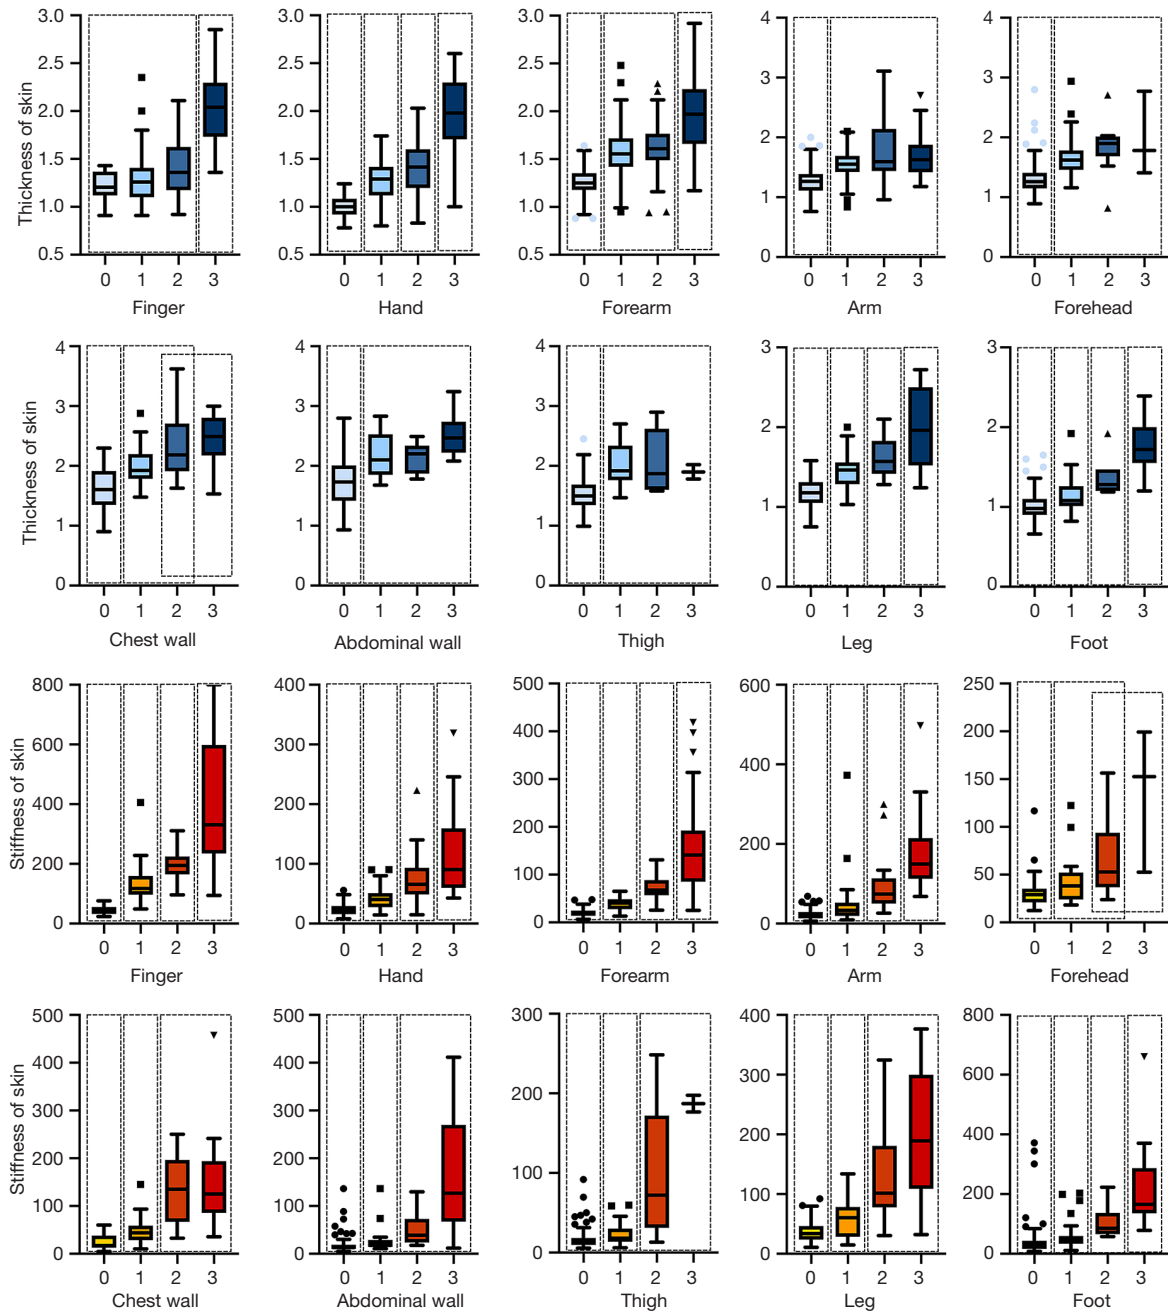 Thickness of skin
3.0 3.0 3.0 4 4
2.5 2.5 2.5 3 3
2.0 2.0 2.0 2 2
1.5 1.5 1.5 1 1
1.0 1.0 1.0
0.5 0.5 0.5 0 0
0 1 2 3 0 1 2 3 0 1 2 3 0 1 2 3 0 1 2 3
Finger Hand Forearm Arm Forehead
Thickness of skin
4 4 4 3 3
3 3 3 2 2
2 2 2 1 1
1 1 1
0 0 0 0 0
0 1 2 3 0 1 2 3 0 1 2 3 0 1 2 3 0 1 2 3
Chest wall Abdominal wall Thigh Leg Foot
Stiffness of skin
800 400 500 600 250
600 300 400 400 200
400 200 300 200 150
200 100 200 100
100 50
0 0 0 0 0
0 1 2 3 0 1 2 3 0 1 2 3 0 1 2 3 0 1 2 3
Finger Hand Forearm Arm Forehead
Stiffness of skin
500 500 300 400 800
400 400 200 300 600
300 300 100 200 400
200 200 100 200
100 100
0 0 0 0 0
0 1 2 3 0 1 2 3 0 1 2 3 0 1 2 3 0 1 2 3
Chest wall Abdominal wall Thigh Leg Foot